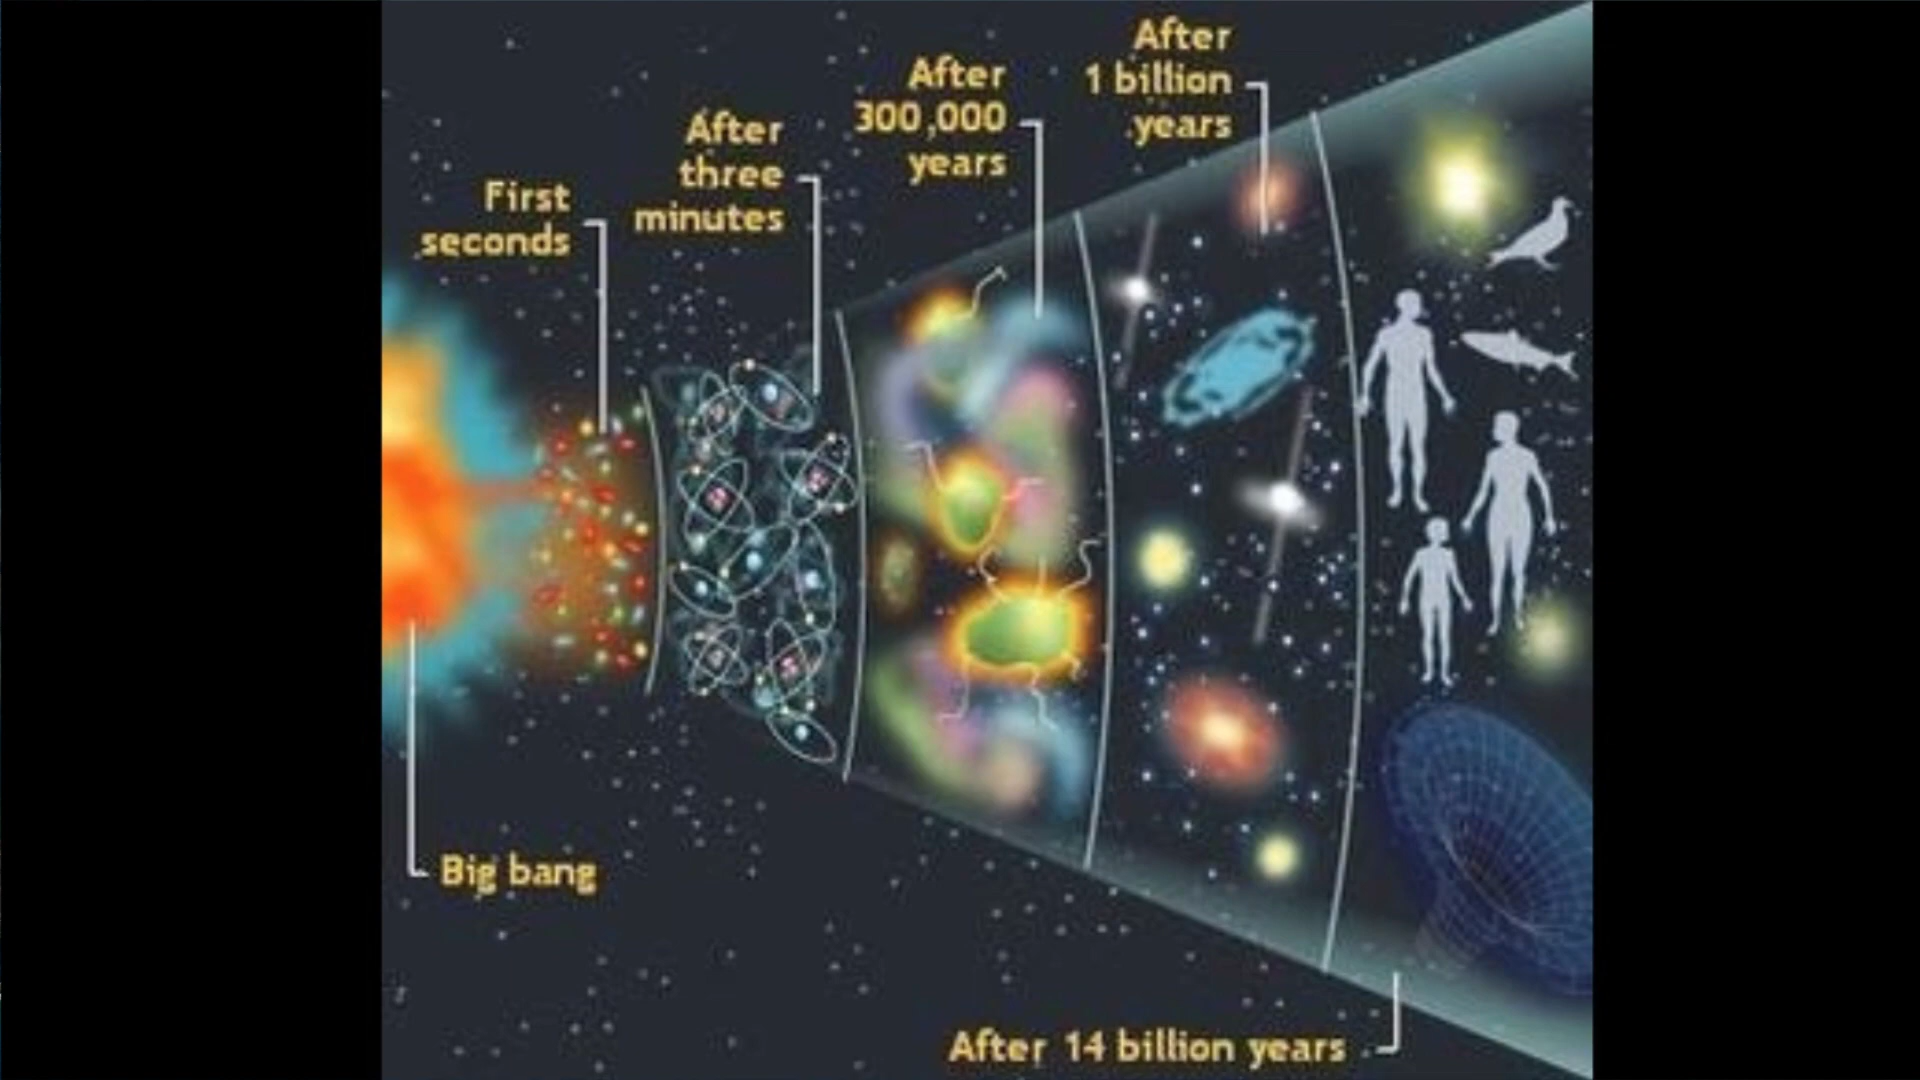 First
seconds
After
three
minutes
After
300,000
years
After
1 billion
years
Big bang
After 14 billion years